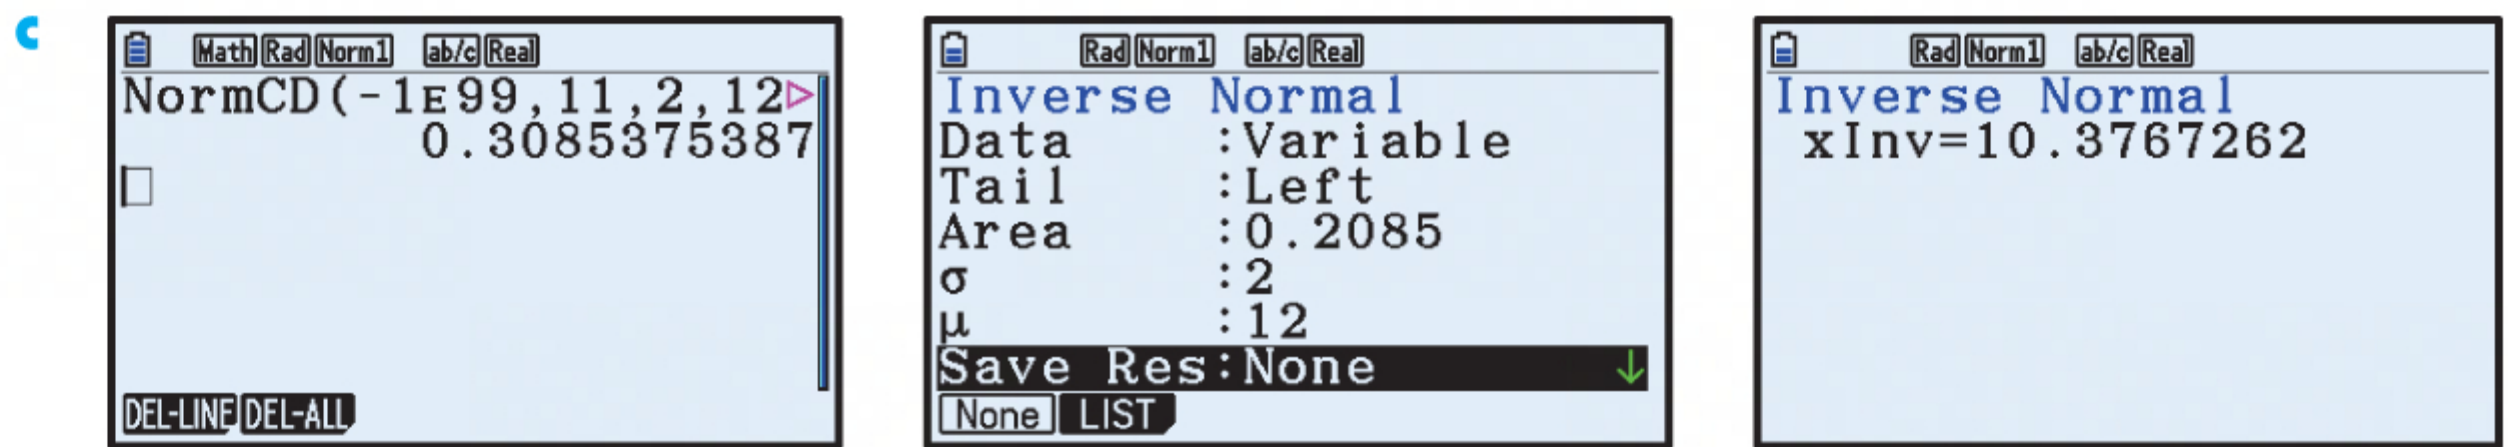 c
Math Rad Norm1 ab/c Real
NormCD(-1E99,11,2,12
0.3085375387
DEL-LINE DEL-ALL
Rad Norm1 ab/c Real
Inverse Normal
Data :Variable
Tail :Left
Area :0.2085
σ :2
μ :12
Save Res:None
None LIST
Rad Norm1 ab/c Real
Inverse Normal
xInv=10.3767262